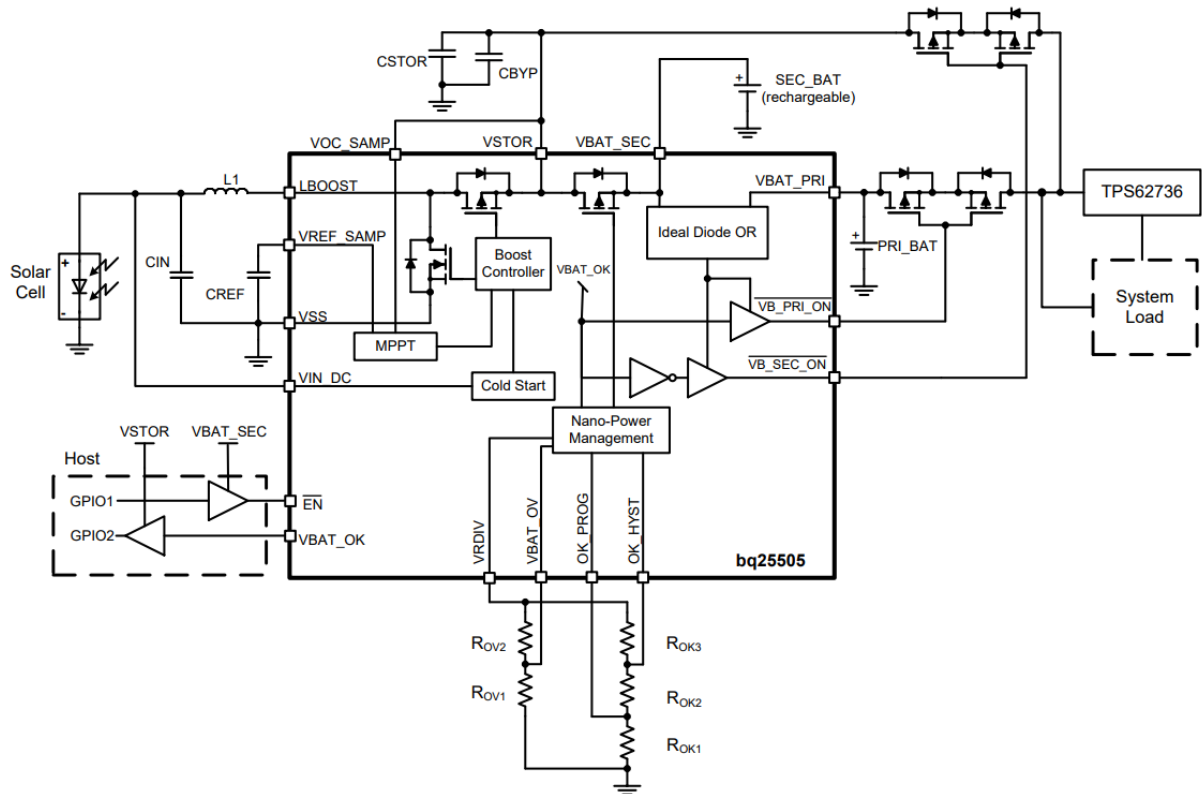 CSTOR
CBYP
SEC_BAT
(rechargeable)
VOC_SAMP
VSTOR
VBAT_SEC
L1
LBOOST
VBAT_PRI
TPS62736
Ideal Diode OR
VREF_SAMP
Boost
Controller
PRI_BAT
Solar
Cell
+
-
CIN
CREF
VBAT_OK
VB_PRI_ON
System
Load
VSS
MPPT
VIN_DC
Cold Start
VB_SEC_ON
Nano-Power
Management
VSTOR
VBAT_SEC
Host
GPIO1
EN
GPIO2
VBAT_OK
VRDIV
VBAT_OV
OK_PROG
OK_HYST
bq25505
ROV2
ROK3
ROV1
ROK2
ROK1
+
+